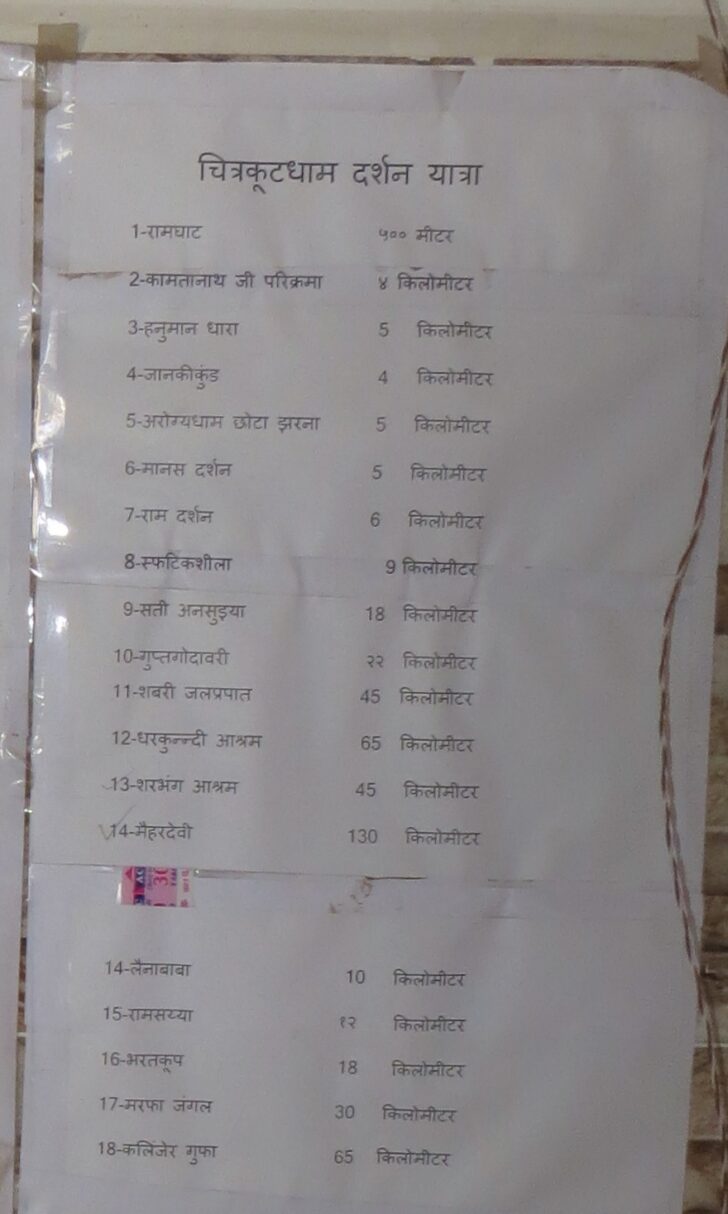 चित्रकूटधाम दर्शन यात्रा
1-रामघाट ५०० मीटर
2-कामतानाथ जी परिक्रमा ४ किलोमीटर
3-हनुमान धारा 5 किलोमीटर
4-जानकीकुंड 4 किलोमीटर
5-अरोग्यधाम छोटा झरना 5 किलोमीटर
6-मानस दर्शन 5 किलोमीटर
7-राम दर्शन 6 किलोमीटर
8-स्फटिकशीला 9 किलोमीटर
9-सती अनसुइया 18 किलोमीटर
10-गुप्तगोदावरी २२ किलोमीटर
11-शबरी जलप्रपात 45 किलोमीटर
12-धरकुन्न्दी आश्रम 65 किलोमीटर
13-शरभंग आश्रम 45 किलोमीटर
14-मैहरदेवी 130 किलोमीटर
14-लैनाबाबा 10 किलोमीटर
15-रामसय्या १२ किलोमीटर
16-भरतकूप 18 किलोमीटर
17-मरफा जंगल 30 किलोमीटर
18-कलिंजेर गुफा 65 किलोमीटर